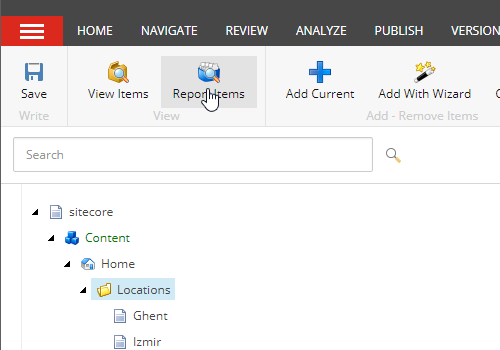 HOME NAVIGATE REVIEW ANALYZE PUBLISH VERSION
Save View Items Report Items Add Current Add With Wizard
Write View Add - Remove Items
Search
sitecore
Content
Home
Locations
Ghent
Izmir